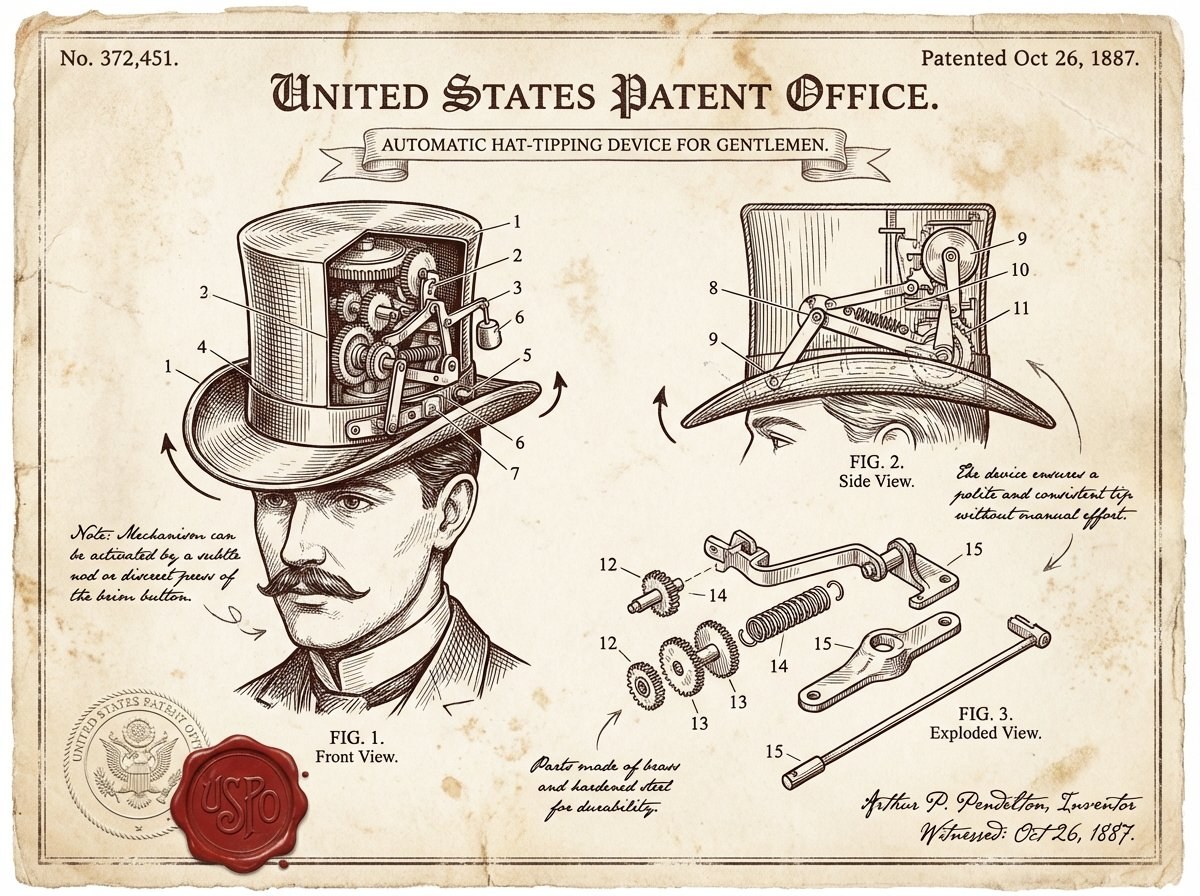 No. 372,451.
Patented Oct 26, 1887.
UNITED STATES PATENT OFFICE.
AUTOMATIC HAT-TIPPING DEVICE FOR GENTLEMEN.
1
2
3
6
5
6
7
2
4
1
Note: Mechanison can
be activated by a subtle
nod or discreet press of
the brim button.
FIG. 1.
Front View.
9
10
11
8
9
FIG. 2.
Side View.
The device ensures a
polite and consistent tip
without manual effort.
12
14
15
12
14
15
13
13
15
FIG. 3.
Exploded View.
Parts made of brass
and hardened steel
for durability.
Arthur P. Pendelton, Inventor
Witnessed: Oct 26, 1887.
UNITED STATES PATENT
USPO